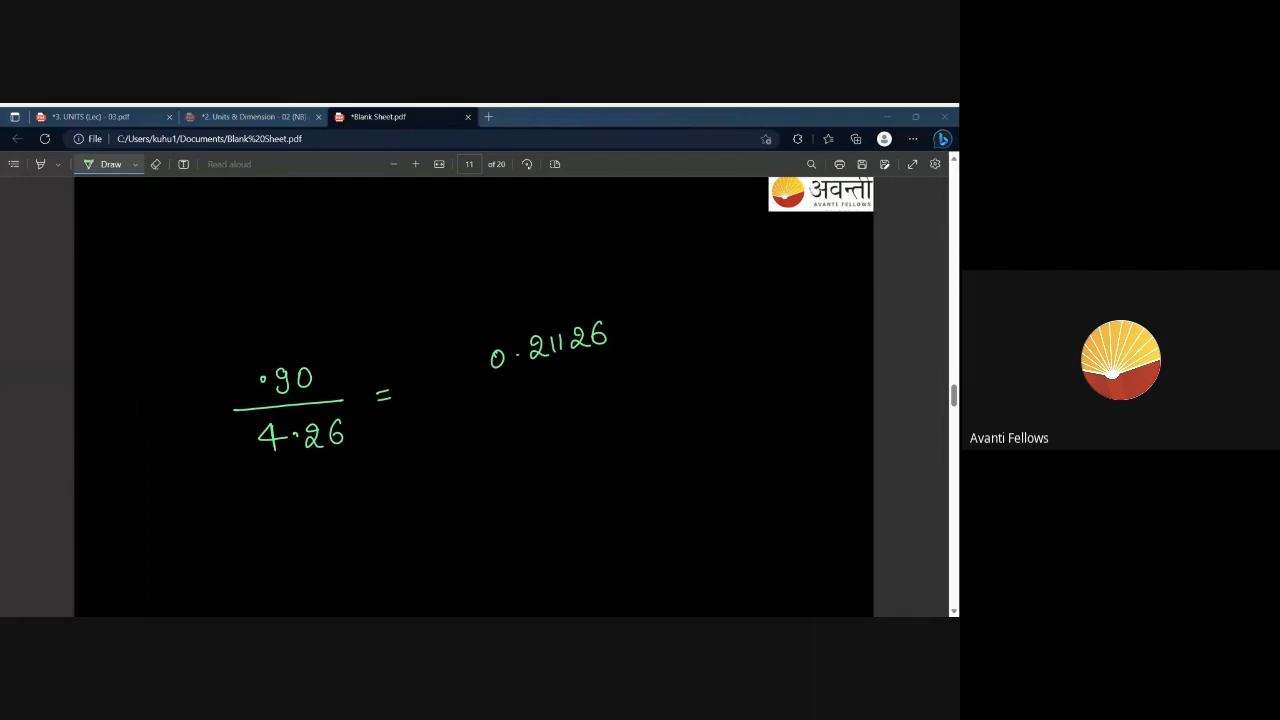 *3. UNITS (Lec) - 03.pdf
*2. Units & Dimension - 02 (NB)
*Blank Sheet.pdf
File
C:/Users/kuhu1/Documents/Blank%20Sheet.pdf
Draw
Read aloud
11 of 20
अवन्ती
AVANTI FELLOWS
0.21126
.90
=
4.26
Avanti Fellows